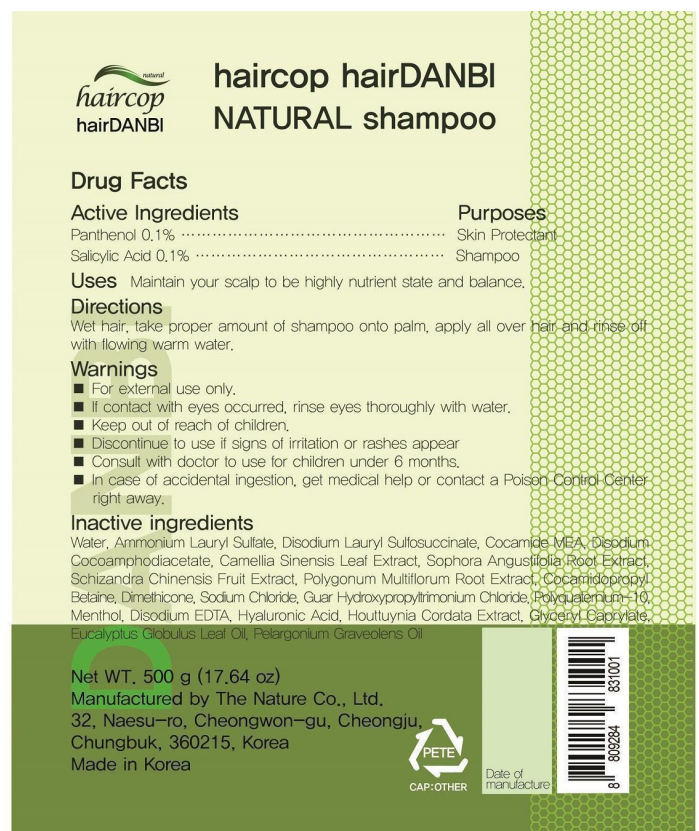 natural
haircop
hairDANBI
haircop hairDANBI
NATURAL shampoo
Drug Facts
Active Ingredients Purposes
Panthenol 0.1% ················································ Skin Protectant
Salicylic Acid 0.1% ············································· Shampoo
Uses Maintain your scalp to be highly nutrient state and balance.
Directions
Wet hair, take proper amount of shampoo onto palm, apply all over hair and rinse off
with flowing warm water.
Warnings
■ For external use only.
■ If contact with eyes occurred, rinse eyes thoroughly with water.
■ Keep out of reach of children.
■ Discontinue to use if signs of irritation or rashes appear
■ Consult with doctor to use for children under 6 months.
■ In case of accidental ingestion, get medical help or contact a Poison Control Center
right away.
Inactive ingredients
Water, Ammonium Lauryl Sulfate, Disodium Lauryl Sulfosuccinate, Cocamide MEA, Disodium
Cocoamphodiacetate, Camellia Sinensis Leaf Extract, Sophora Angustifolia Root Extract,
Schizandra Chinensis Fruit Extract, Polygonum Multiflorum Root Extract, Cocamidopropyl
Betaine, Dimethicone, Sodium Chloride, Guar Hydroxypropyltrimonium Chloride, Polyquaternium-10,
Menthol, Disodium EDTA, Hyaluronic Acid, Houttuynia Cordata Extract, Glyceryl Caprylate,
Eucalyptus Globulus Leaf Oil, Pelargonium Graveolens Oil
DANBI
Net WT. 500 g (17.64 oz)
Manufactured by The Nature Co., Ltd.
32, Naesu-ro, Cheongwon-gu, Cheongju,
Chungbuk, 360215, Korea
Made in Korea
PETE
CAP:OTHER
Date of
manufacture
8 809284 831001